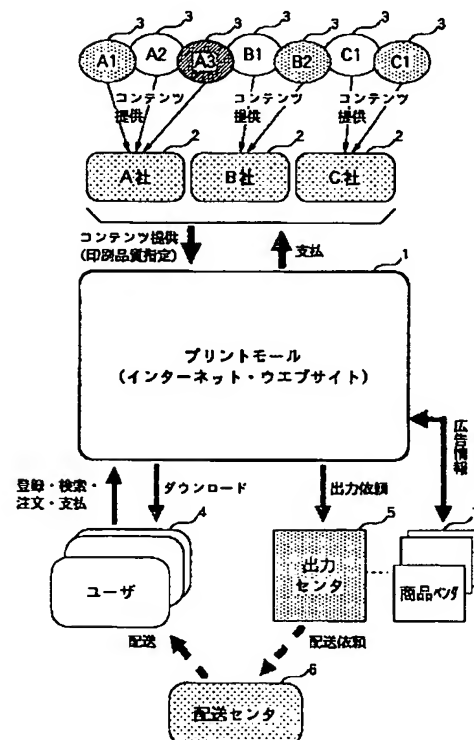 3 3 3 3 3 3 3
A1 A2 A3 B1 B2 C1 C1
コンテンツ 提供
コンテンツ 提供
コンテンツ 提供
2 2 2
A社 B社 C社
コンテンツ提供
(印刷品質指定)
支払
1
プリントモール
(インターネット・ウエブサイト)
広告情報
登録・検索・
注文・支払
ダウンロード
出力依頼
4
5
ユーザ
出力
センタ
商品ベンダ
配送
配送依頼
6
配送センタ